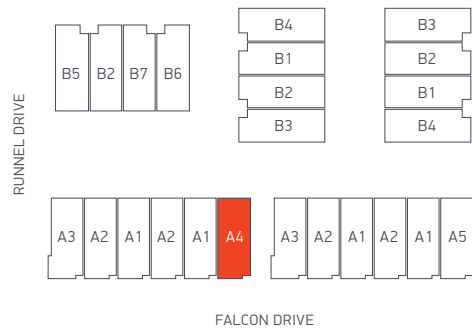 B4
B1
B2
B3
B3
B2
B1
B4
B5 B2 B7 B6
RUNNEL DRIVE
A3 A2 A1 A2 A1 A4
A3 A2 A1 A2 A1 A5
FALCON DRIVE